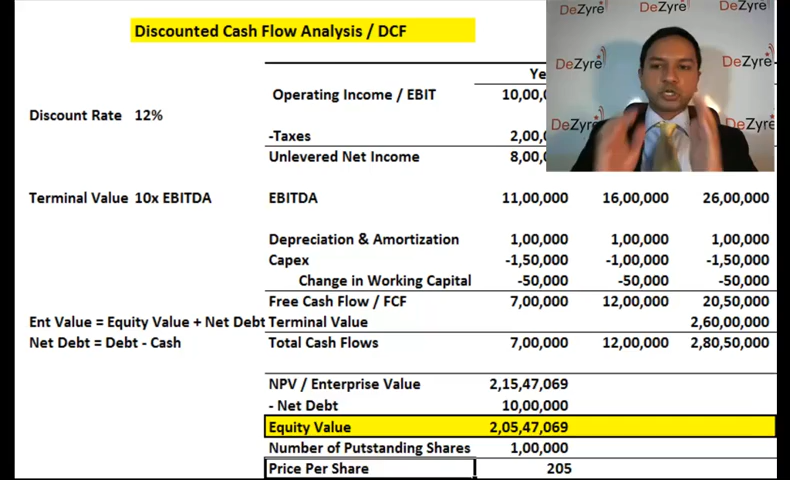 Discounted Cash Flow Analysis / DCF
DeZyre DeZyre DeZyre
DeZyre DeZyre
DeZyre DeZyre
Operating Income / EBIT
Discount Rate 12%
-Taxes
Unlevered Net Income
Terminal Value 10x EBITDA EBITDA 11,00,000 16,00,000 26,00,000
Depreciation & Amortization 1,00,000 1,00,000 1,00,000
Capex -1,50,000 -1,00,000 -1,50,000
Change in Working Capital -50,000 -50,000 -50,000
Free Cash Flow / FCF 7,00,000 12,00,000 20,50,000
Ent Value = Equity Value + Net Debt Terminal Value 2,60,00,000
Net Debt = Debt - Cash Total Cash Flows 7,00,000 12,00,000 2,80,50,000
NPV / Enterprise Value 2,15,47,069
- Net Debt 10,00,000
Equity Value 2,05,47,069
Number of Putstanding Shares 1,00,000
Price Per Share 205